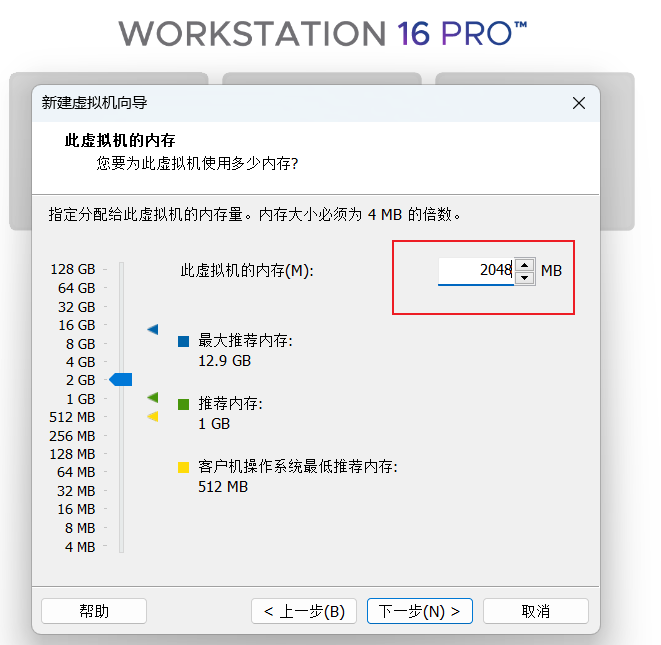 WORKSTATION 16 PRO™
新建虚拟机向导
此虚拟机的内存
您要为此虚拟机使用多少内存?
指定分配给此虚拟机的内存量。内存大小必须为 4 MB 的倍数。
128 GB
64 GB
32 GB
16 GB
8 GB
4 GB
2 GB
1 GB
512 MB
256 MB
128 MB
64 MB
32 MB
16 MB
8 MB
4 MB
此虚拟机的内存(M):
2048 MB
最大推荐内存:
12.9 GB
推荐内存:
1 GB
客户机操作系统最低推荐内存:
512 MB
帮助
< 上一步(B)
下一步(N) >
取消